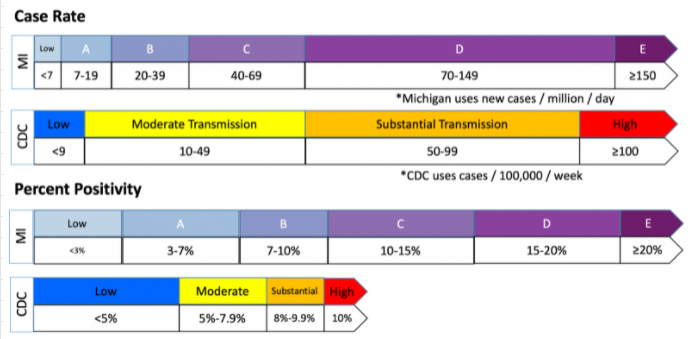 Case Rate
MI
Low A B C D E
<7 7-19 20-39 40-69 70-149 ≥150
*Michigan uses new cases / million / day
CDC
Low Moderate Transmission Substantial Transmission High
<9 10-49 50-99 ≥100
*CDC uses cases / 100,000 / week
Percent Positivity
MI
Low A B C D E
<3% 3-7% 7-10% 10-15% 15-20% ≥20%
CDC
Low Moderate Substantial High
<5% 5%-7.9% 8%-9.9% 10%